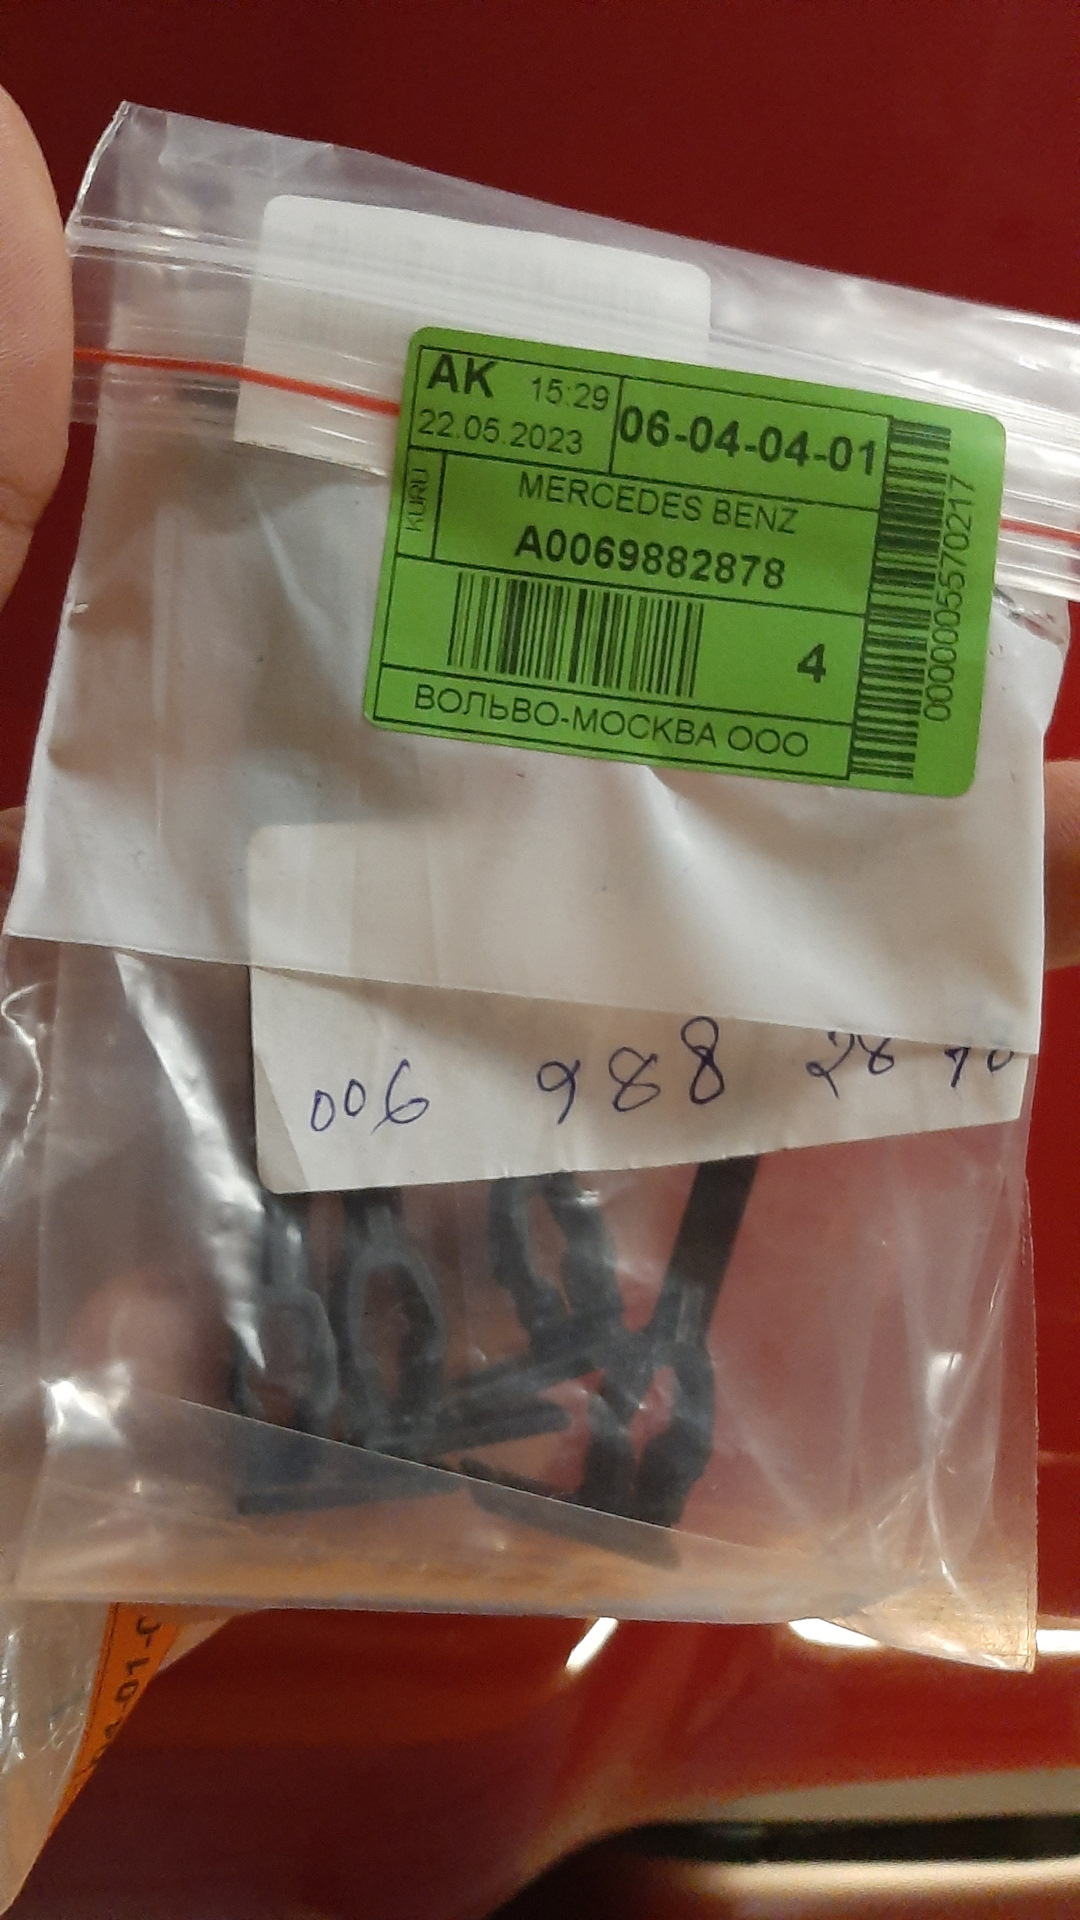 AK 15:29
22.05.2023
06-04-04-01
KURU
MERCEDES BENZ
A0069882878
4
ВОЛЬВО-МОСКВА ООО
0000005570217
006 988 28 78